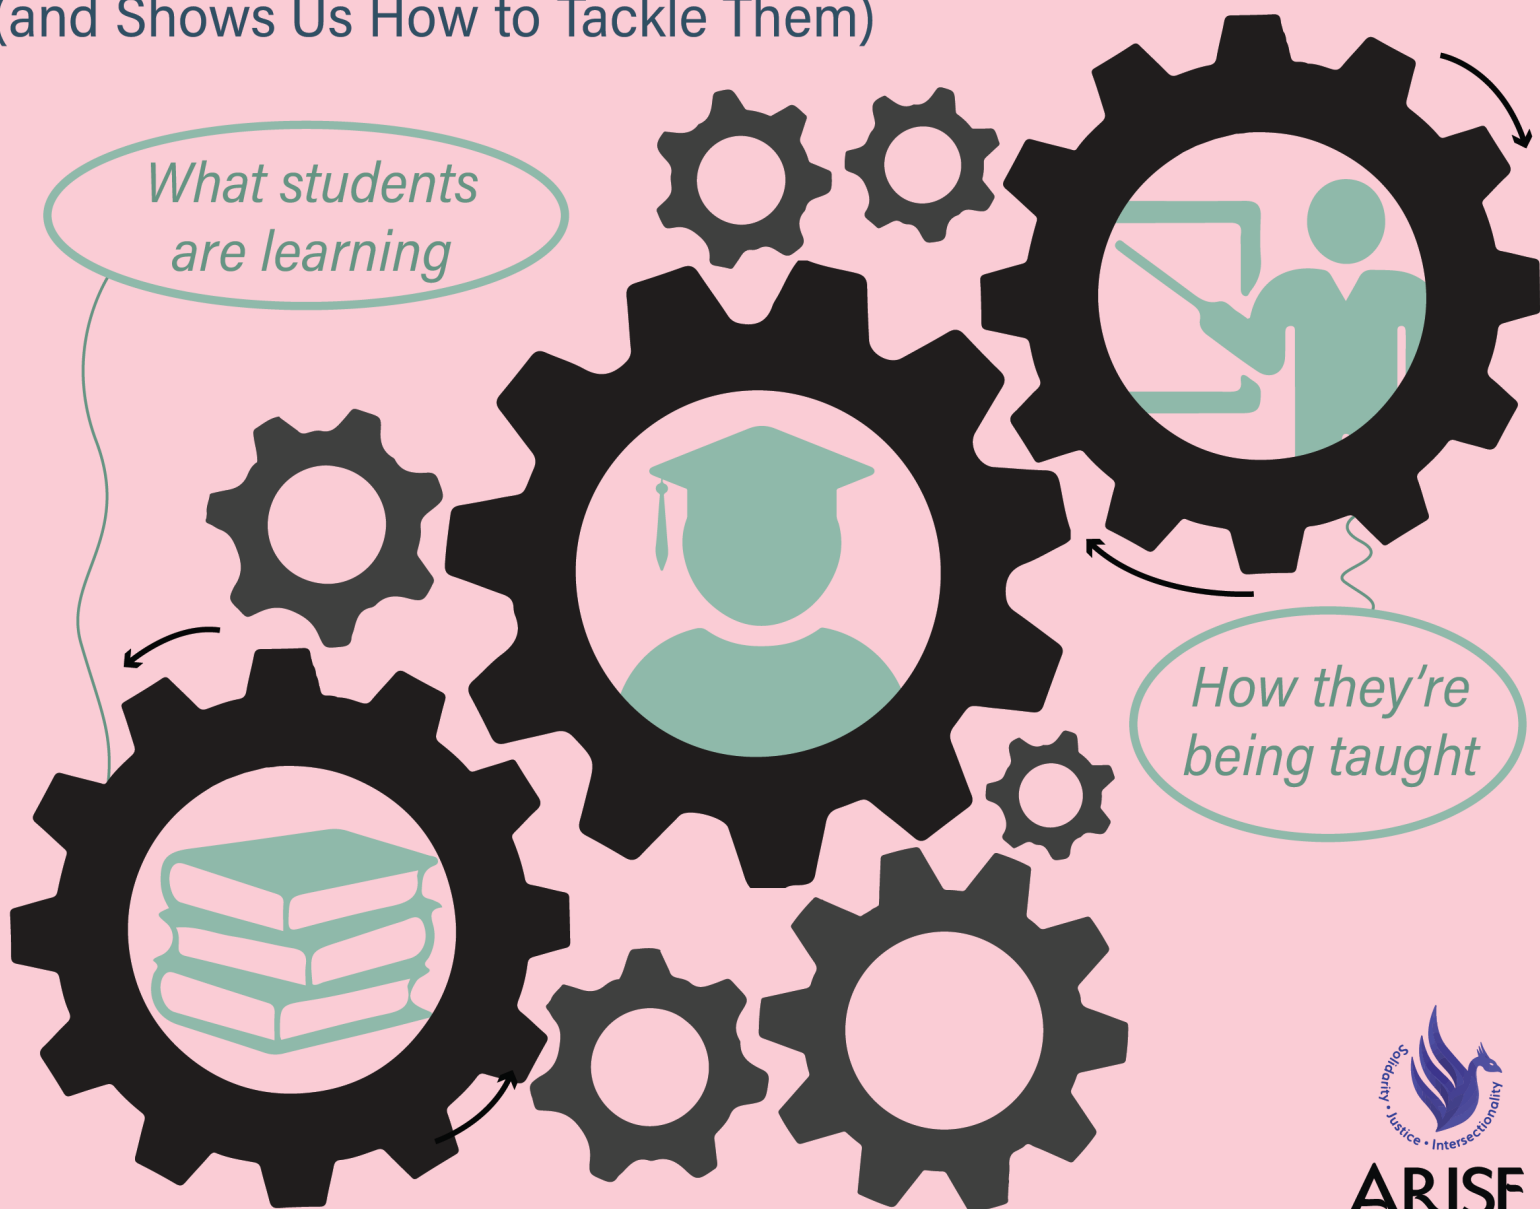 (and Shows Us How to Tackle Them)
What students
are learning
How they're
being taught
Solidarity • Justice • Intersectionality
ARISE